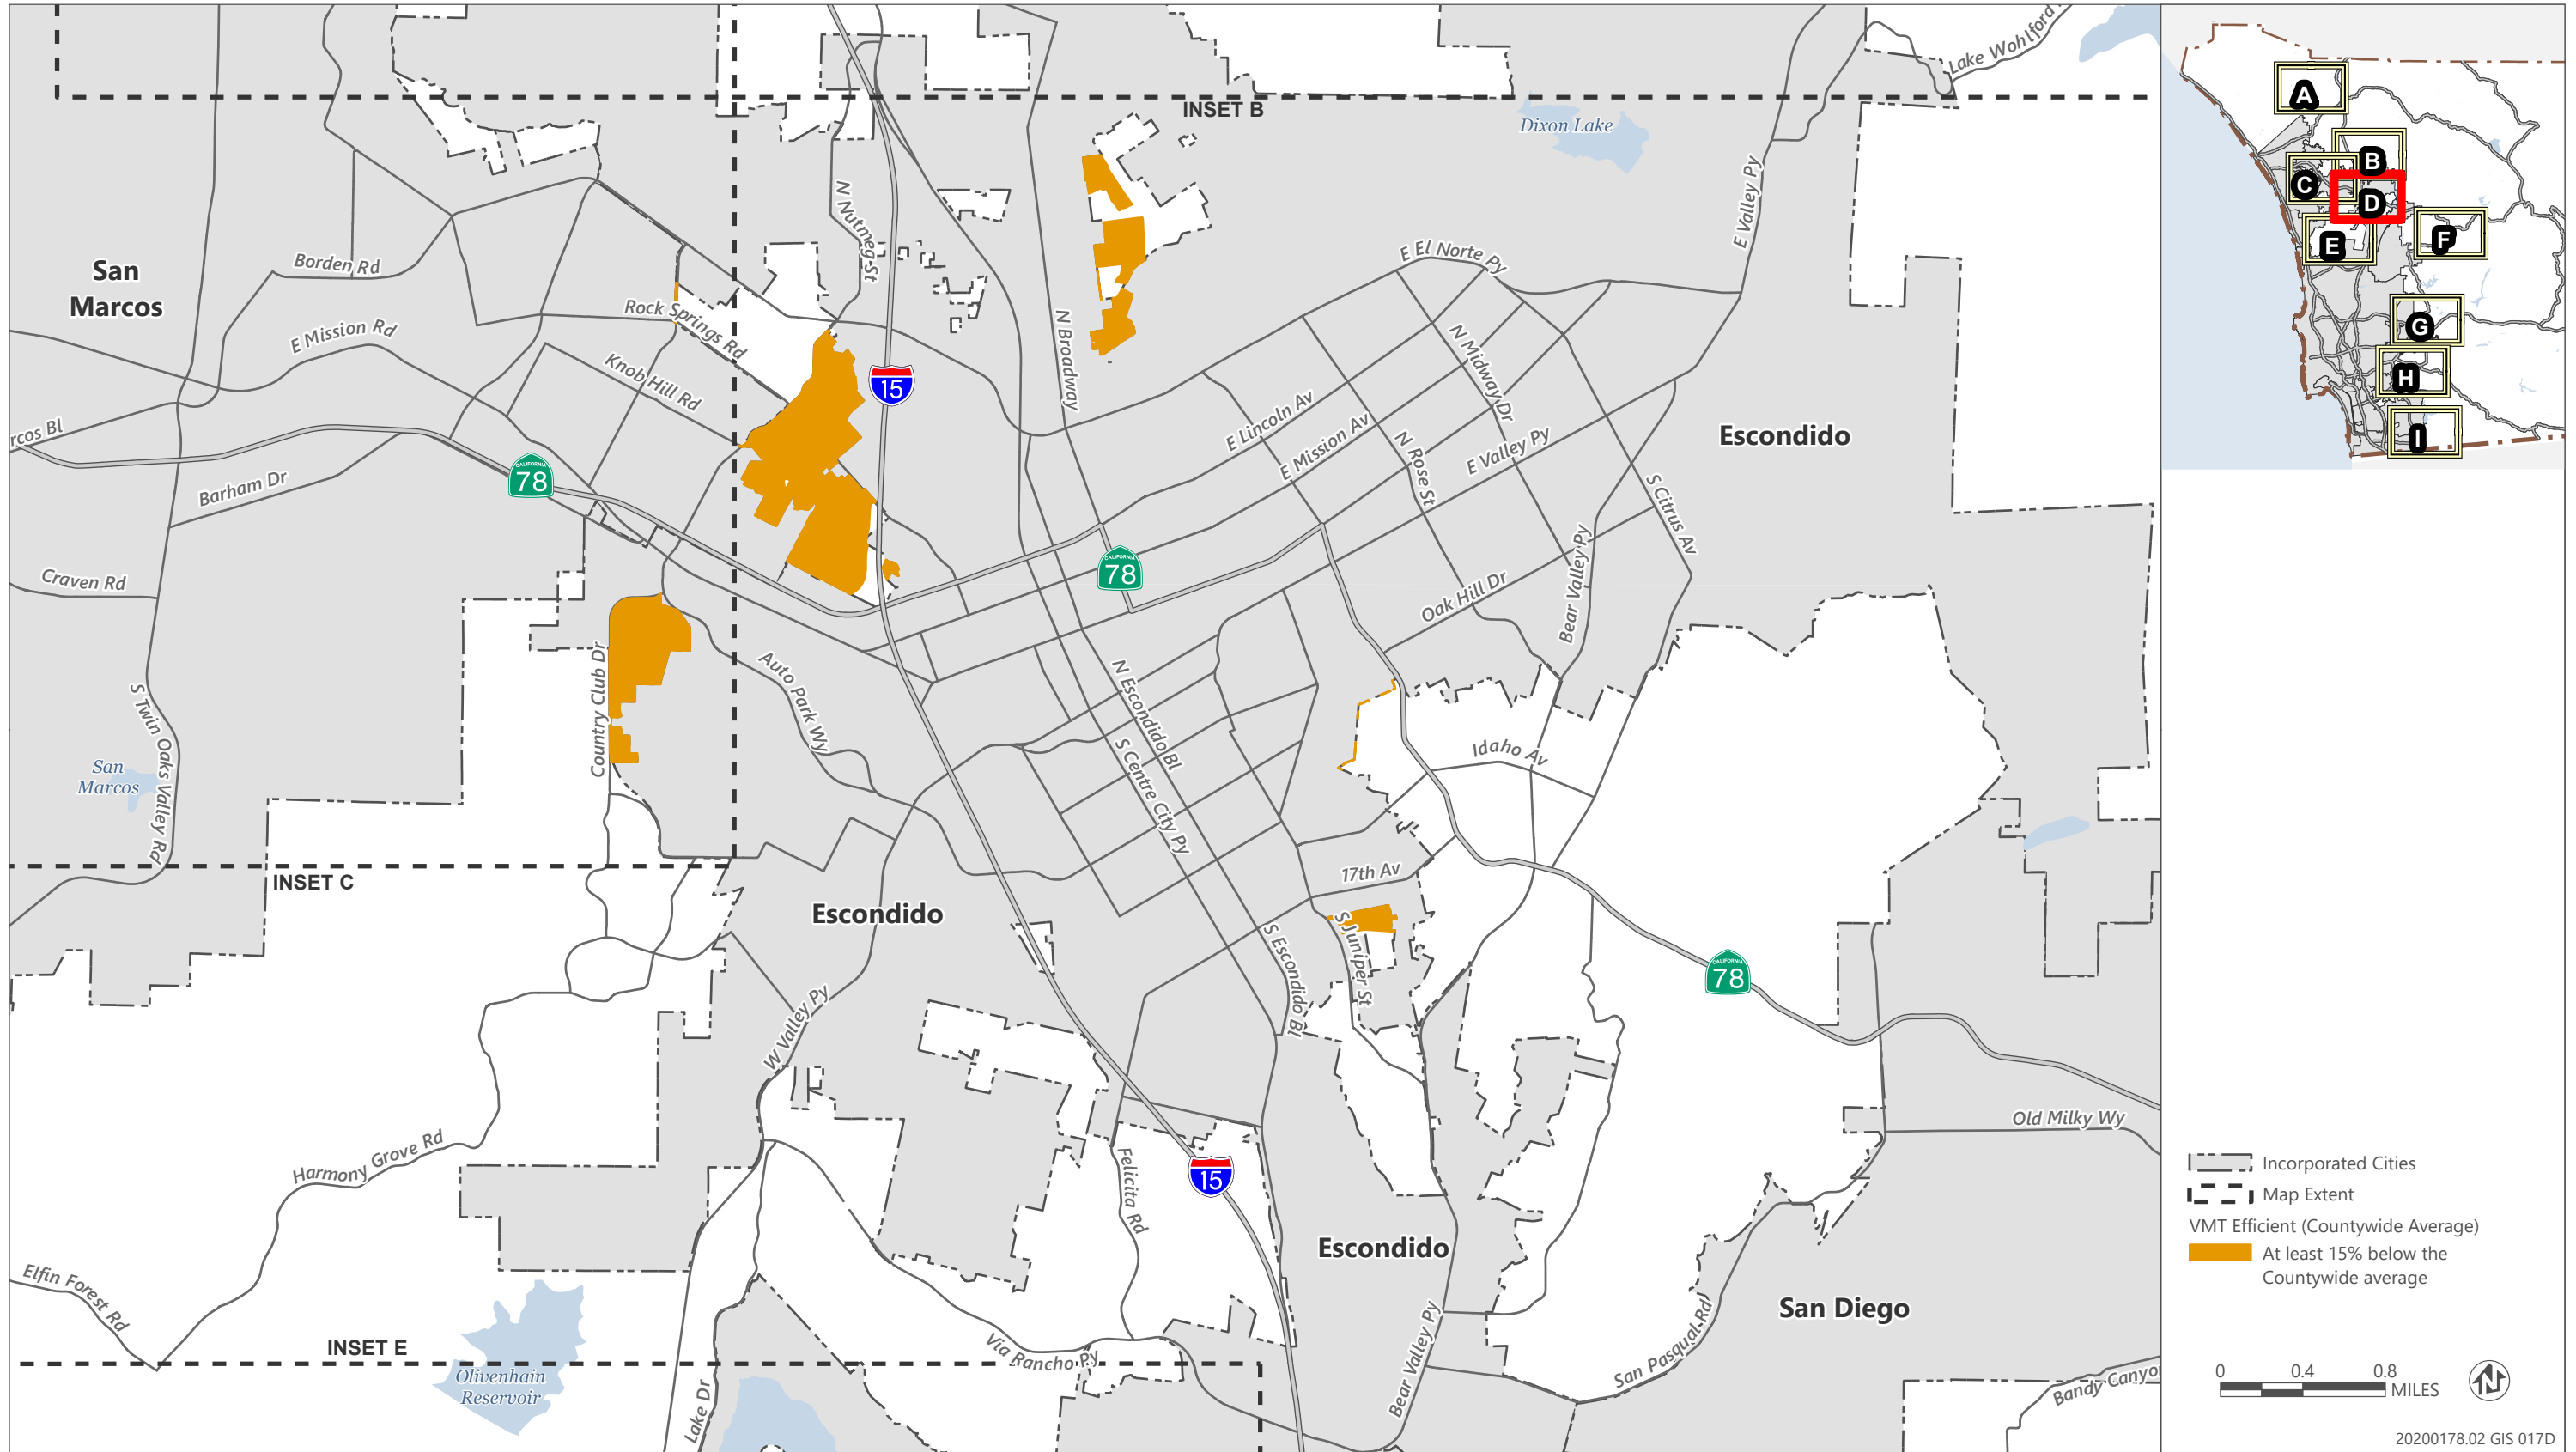 Lake Wohlford
INSET B
Dixon Lake
N Nutmeg St
E Valley Py
San
Marcos
Borden Rd
E El Norte Py
Rock Springs Rd
E Mission Rd
Knob Hill Rd
15
N Broadway
N Midway Dr
E Lincoln Av
E Mission Av
N Rose St
E Valley Py
Escondido
rcos Bl
Barham Dr
78
S Citrus Av
Craven Rd
78
Bear Valley Py
Oak Hill Dr
Country Club Dr
Auto Park Wy
N Escondido Bl
S Centre City Py
Idaho Av
S Twin Oaks Valley Rd
San
Marcos
INSET C
17th Av
Escondido
S Juniper St
S Escondido Bl
78
W Valley Py
Old Milky Wy
Harmony Grove Rd
Felicita Rd
15
Escondido
Elfin Forest Rd
San Diego
INSET E
Via Rancho Py
Bear Valley Py
San Pasqual Rd
Olivenhain
Reservoir
Lake Dr
Bandy Canyo
A
B
C
D
E
F
G
H
I
Incorporated Cities
Map Extent
VMT Efficient (Countywide Average)
At least 15% below the
Countywide average
0 0.4 0.8
MILES
N
20200178.02 GIS 017D
CALIFORNIA
CALIFORNIA
CALIFORNIA